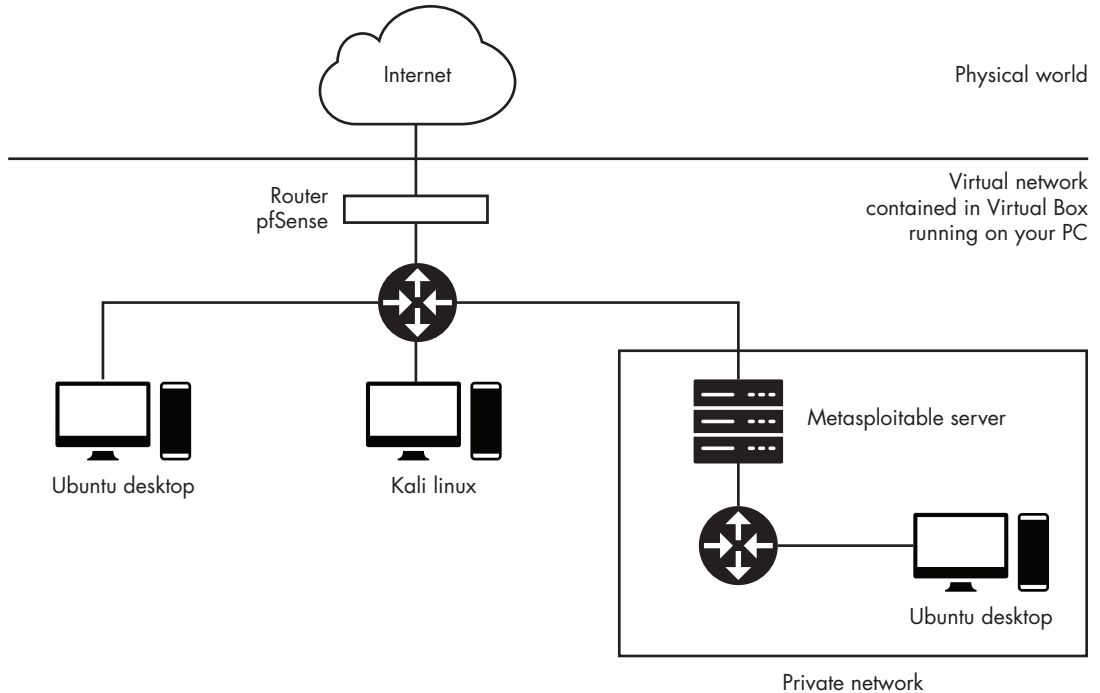 Internet
Physical world
Router
pfSense
Virtual network
contained in Virtual Box
running on your PC
Ubuntu desktop
Kali linux
Metasploitable server
Ubuntu desktop
Private network